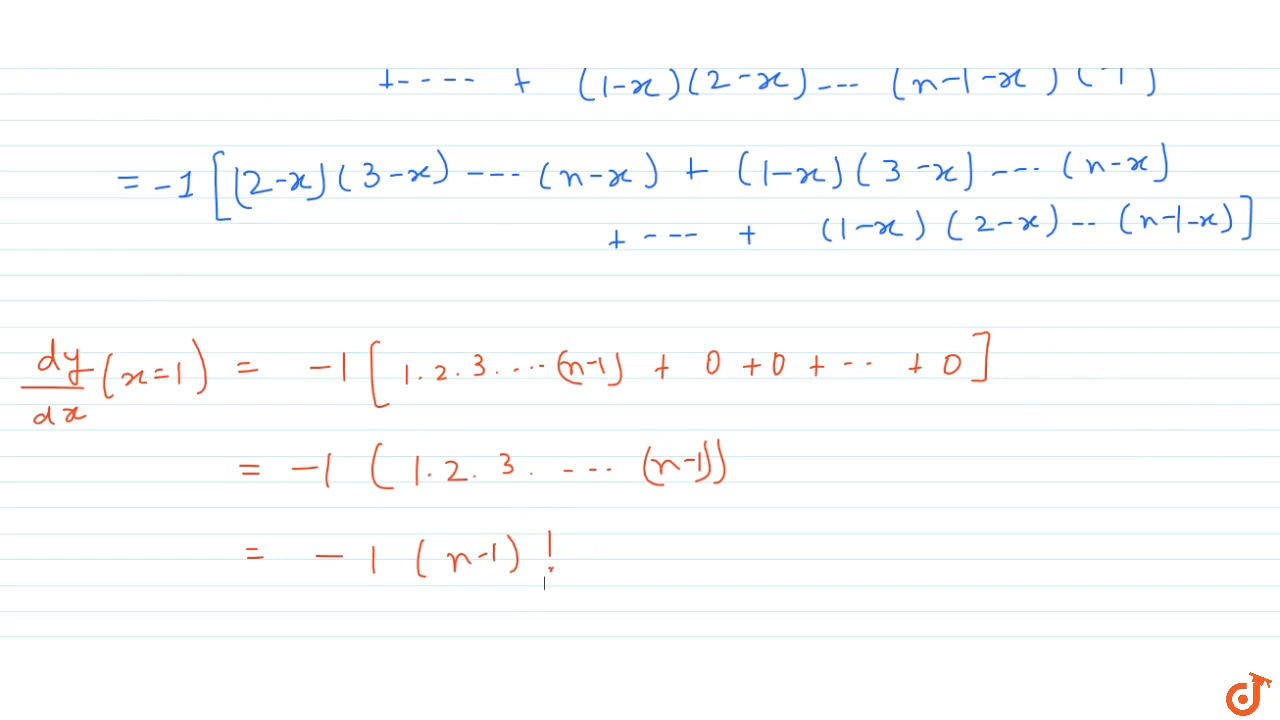 +---- + (1-x)(2-x)--- (n-1-x)(-1)
= -1 [(2-x)(3-x) ---- (n-x) + (1-x)(3-x) ---- (n-x)
+ ---- + (1-x)(2-x)-- (n-1-x)]
dy/dx (x=1) = -1 [1.2.3.....(n-1) + 0 +0 + -- + 0]
= -1 (1.2.3. ---- (n-1))
= -1 (n-1)!